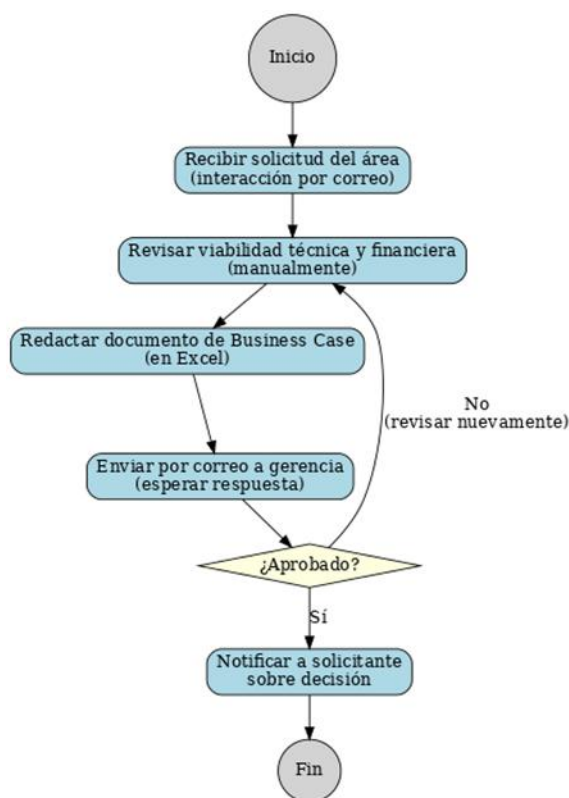 Inicio
Recibir solicitud del área
(interacción por correo)
Revisar viabilidad técnica y financiera
(manualmente)
Redactar documento de Business Case
(en Excel)
No
(revisar nuevamente)
Enviar por correo a gerencia
(esperar respuesta)
¿Aprobado?
Sí
Notificar a solicitante
sobre decisión
Fin